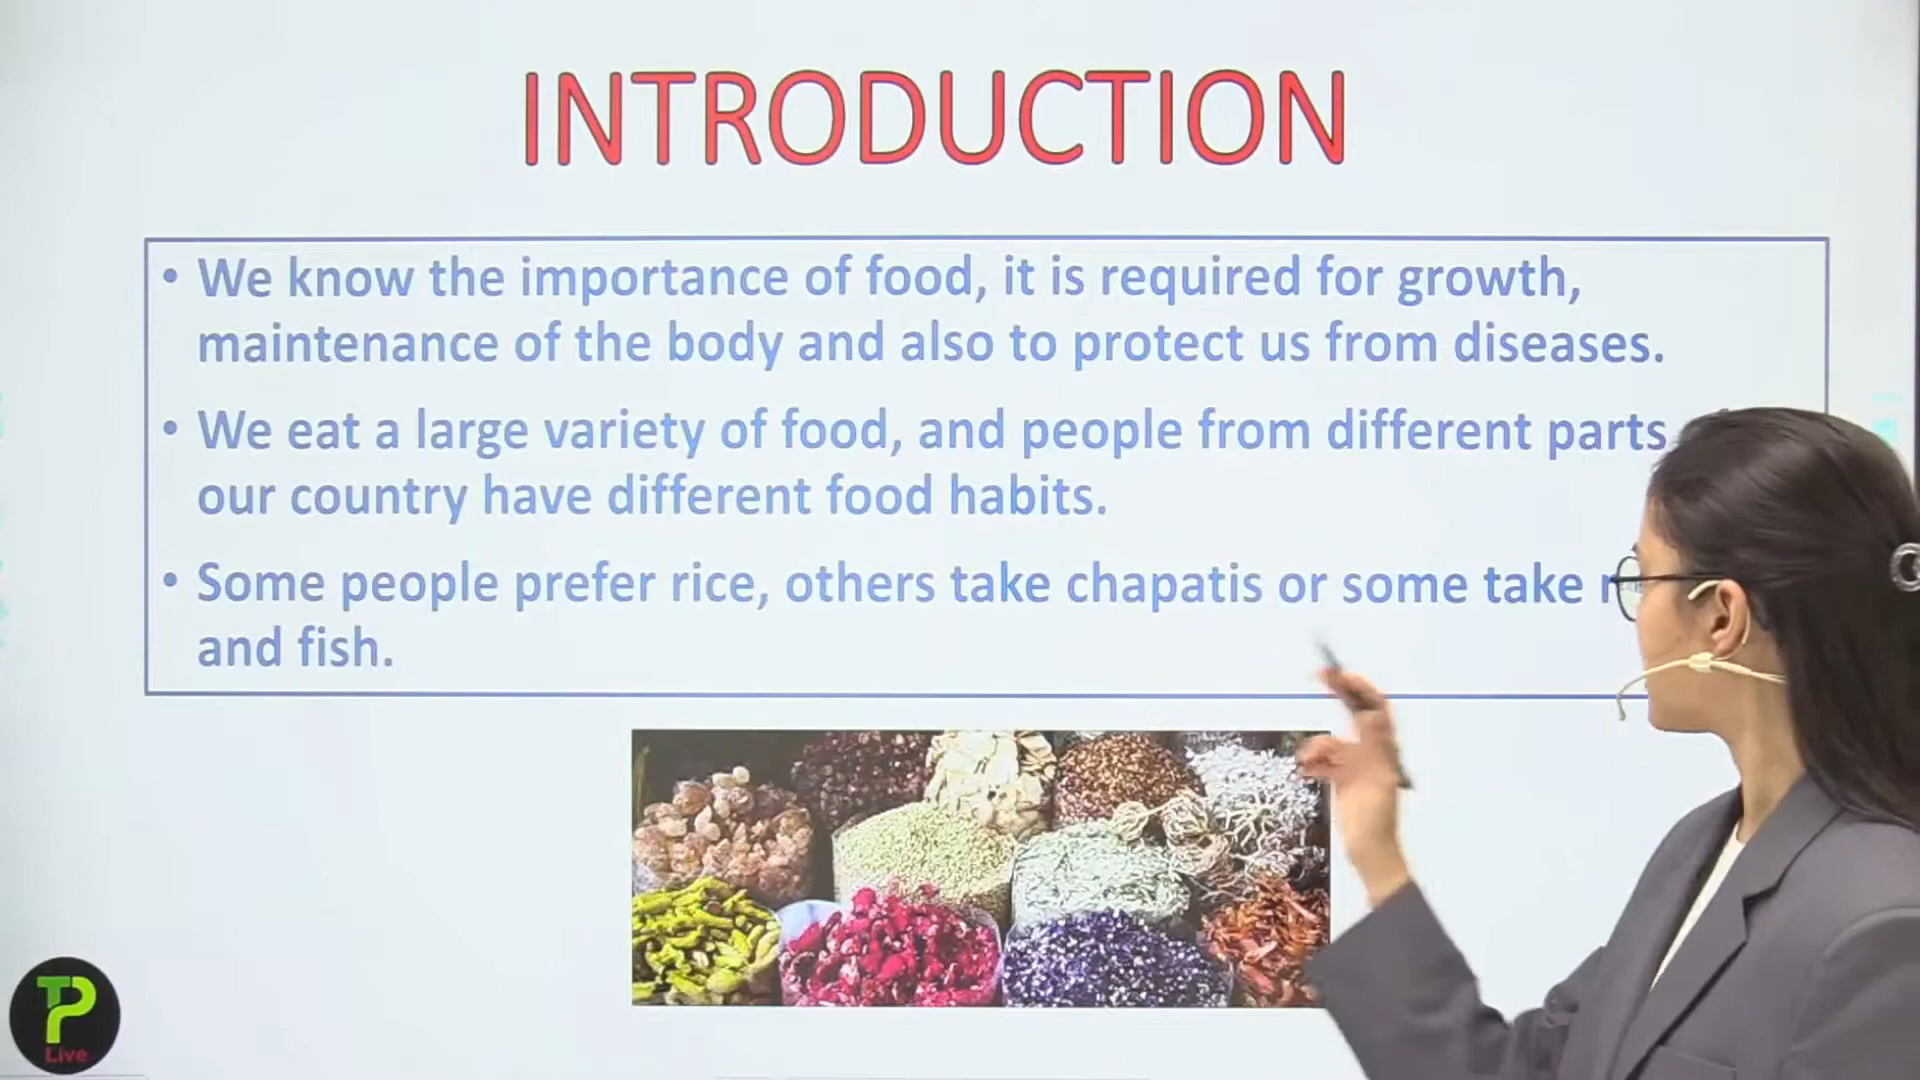 INTRODUCTION
• We know the importance of food, it is required for growth,
maintenance of the body and also to protect us from diseases.
• We eat a large variety of food, and people from different parts
our country have different food habits.
• Some people prefer rice, others take chapatis or some take
and fish.
TP
Live